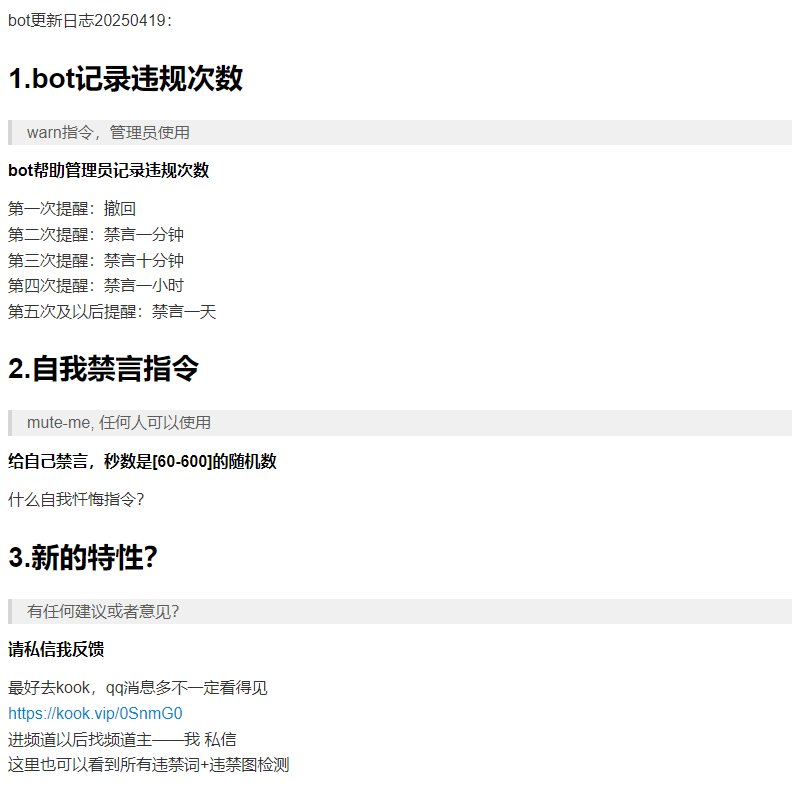 bot更新日志20250419：
1.bot记录违规次数
warn指令，管理员使用
bot帮助管理员记录违规次数
第一次提醒：撤回
第二次提醒：禁言一分钟
第三次提醒：禁言十分钟
第四次提醒：禁言一小时
第五次及以后提醒：禁言一天
2.自我禁言指令
mute-me, 任何人可以使用
给自己禁言，秒数是[60-600]的随机数
什么自我忏悔指令？
3.新的特性？
有任何建议或者意见？
请私信我反馈
最好去kook，qq消息多不一定看得见
https://kook.vip/0SnmG0
进频道以后找频道主——我 私信
这里也可以看到所有违禁词+违禁图检测